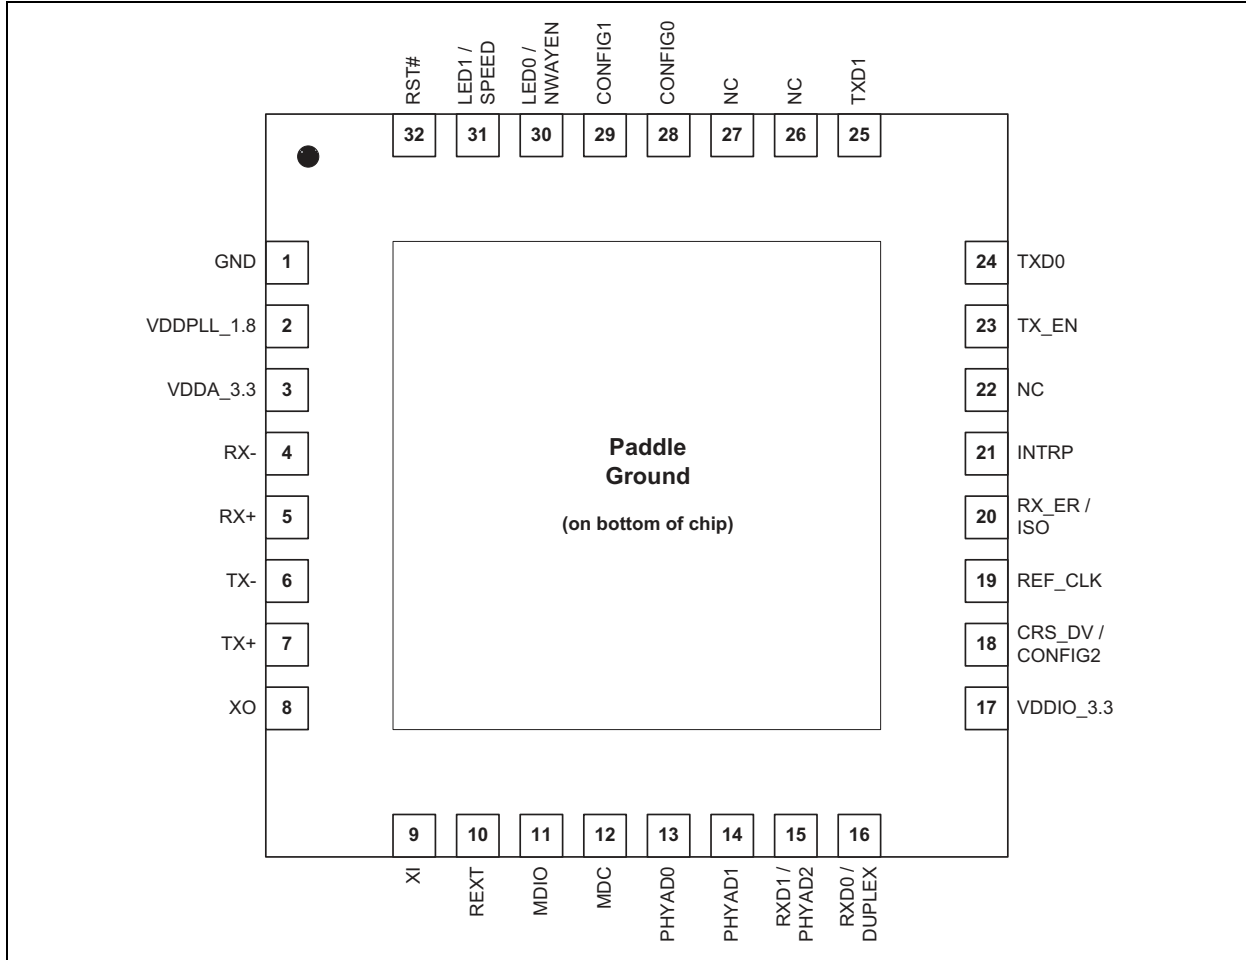 RST#
LED1 /
SPEED
LED0 /
NWAYEN
CONFIG1
CONFIG0
NC
NC
TXD1
32
31
30
29
28
27
26
25
GND
1
VDDPLL_1.8
2
VDDA_3.3
3
RX-
4
RX+
5
TX-
6
TX+
7
XO
8
Paddle
Ground
(on bottom of chip)
24
TXD0
23
TX_EN
22
NC
21
INTRP
20
RX_ER /
ISO
19
REF_CLK
18
CRS_DV /
CONFIG2
17
VDDIO_3.3
9
10
11
12
13
14
15
16
XI
REXT
MDIO
MDC
PHYAD0
PHYAD1
RXD1 /
PHYAD2
RXD0 /
DUPLEX